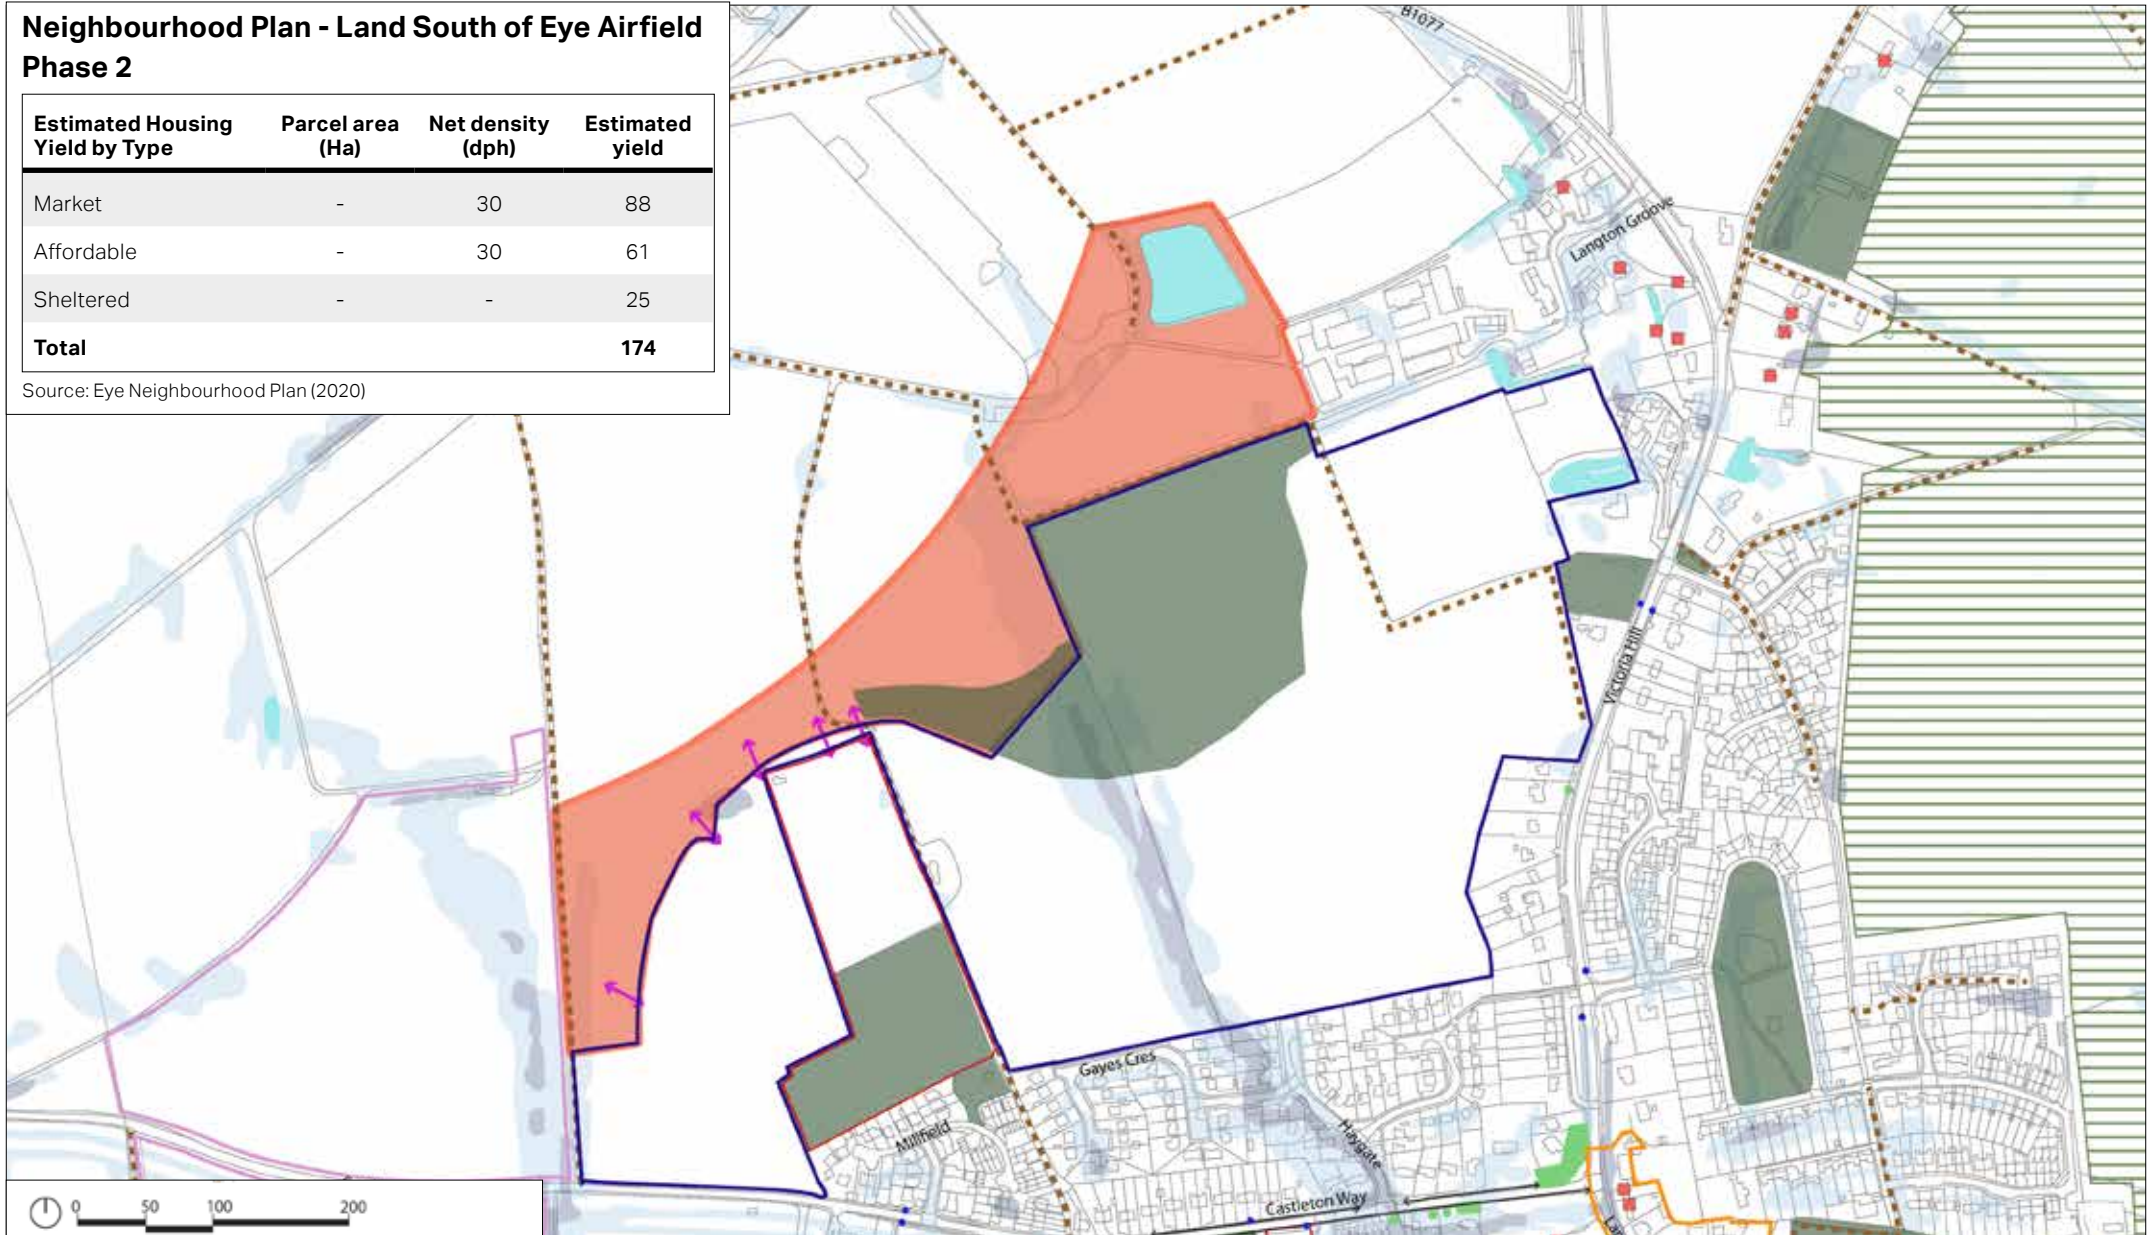 Neighbourhood Plan - Land South of Eye Airfield
Phase 2
Estimated Housing Yield by Type	Parcel area (Ha)	Net density (dph)	Estimated yield
Market	-	30	88
Affordable	-	30	61
Sheltered	-	-	25
Total	174
Source: Eye Neighbourhood Plan (2020)
B1077
Langton Groove
Victoria Hill
Gayes Cres
Millfield
Haygate
Castleton Way
0 50 100 200